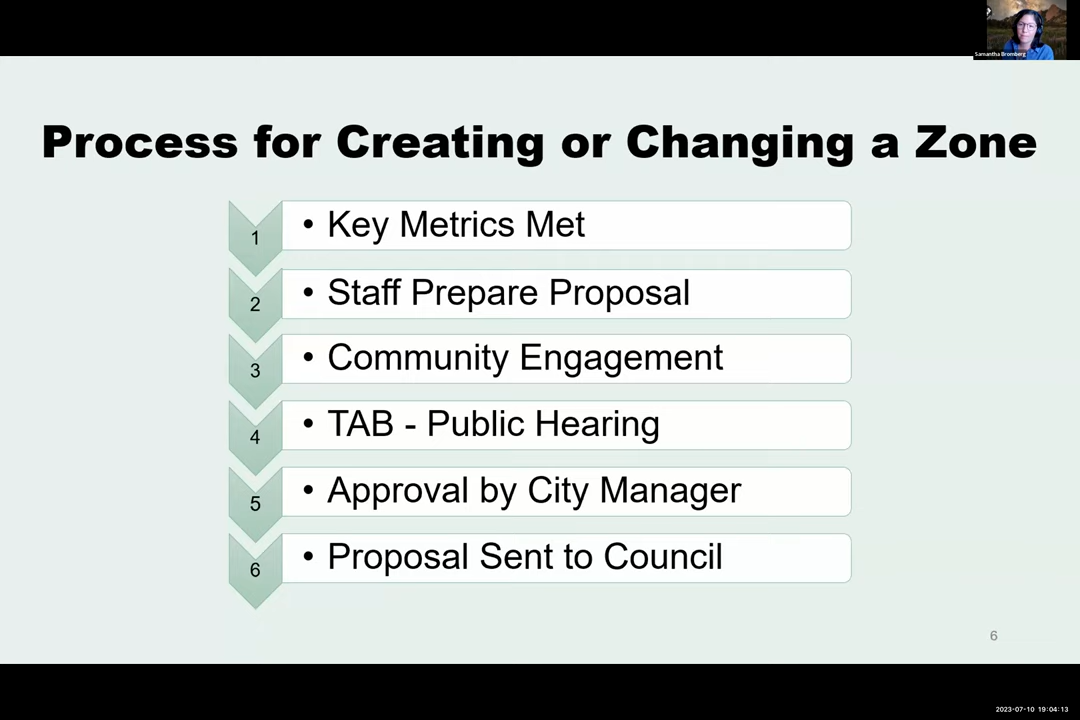 Samantha Bromberg
Process for Creating or Changing a Zone
1
• Key Metrics Met
2
• Staff Prepare Proposal
3
• Community Engagement
4
• TAB - Public Hearing
5
• Approval by City Manager
6
• Proposal Sent to Council
6
2023-07-10 19:04:13